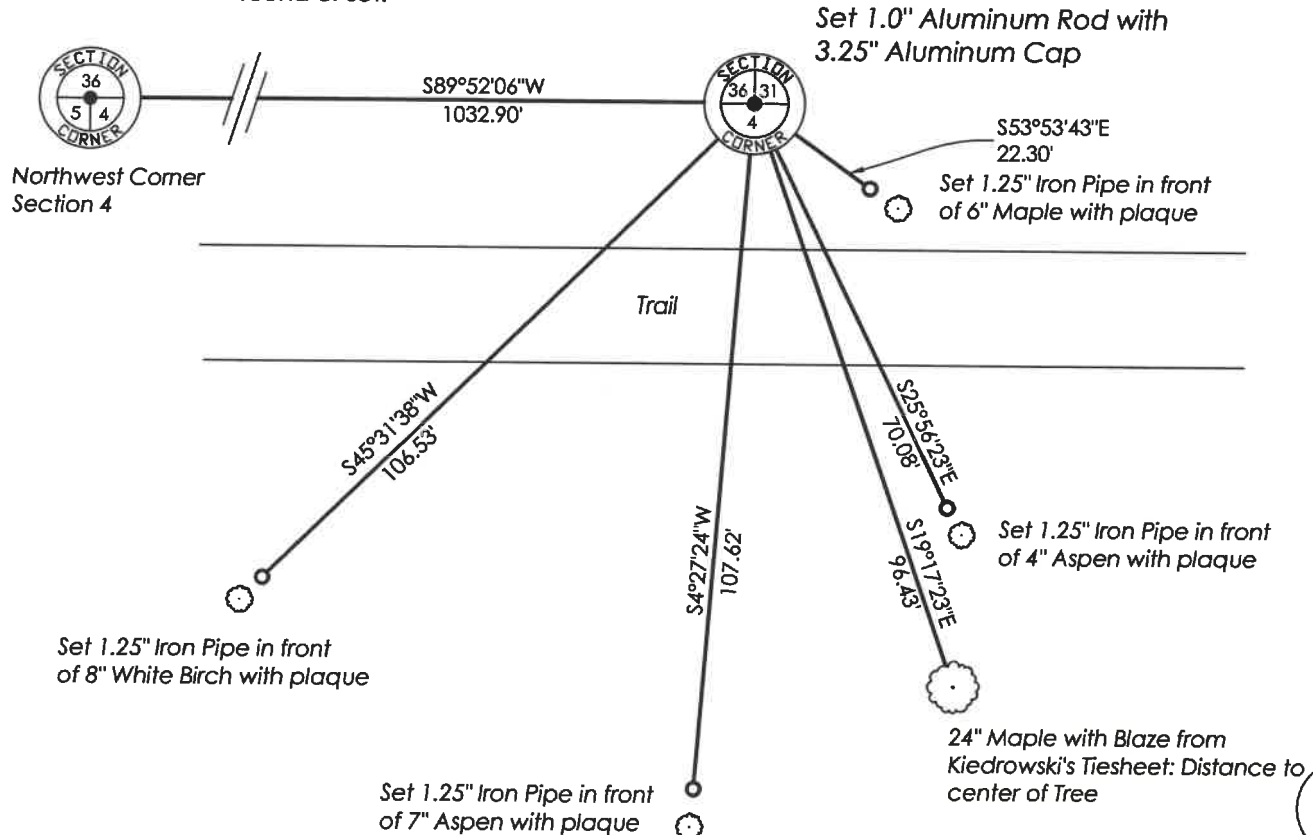 Set 1.0" Aluminum Rod with
3.25" Aluminum Cap
SECTION
36
5 4
CORNER
S89°52'06"W
1032.90'
SECTION
36 31
4
CORNER
S53°53'43"E
22.30'
Northwest Corner
Section 4
Set 1.25" Iron Pipe in front
of 6" Maple with plaque
Trail
S45°31'38"W
106.53'
S4°27'24"W
107.62'
S25°56'23"E
70.08'
S19°17'23"E
96.43'
Set 1.25" Iron Pipe in front
of 4" Aspen with plaque
Set 1.25" Iron Pipe in front
of 8" White Birch with plaque
24" Maple with Blaze from
Kiedrowski's Tiesheet: Distance to
center of Tree
Set 1.25" Iron Pipe in front
of 7" Aspen with plaque